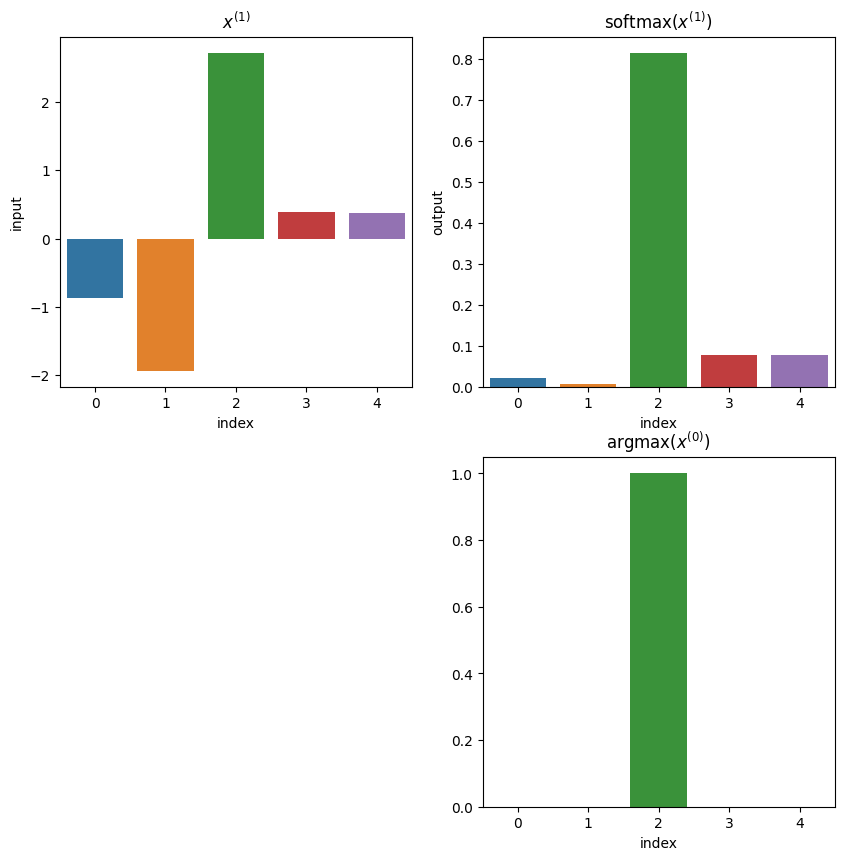 x^(1)
input
2
1
0
−1
−2
0 1 2 3 4
index
softmax(x^(1))
output
0.8
0.7
0.6
0.5
0.4
0.3
0.2
0.1
0.0
0 1 2 3 4
index
argmax(x^(0))
1.0
0.8
0.6
0.4
0.2
0.0
0 1 2 3 4
index